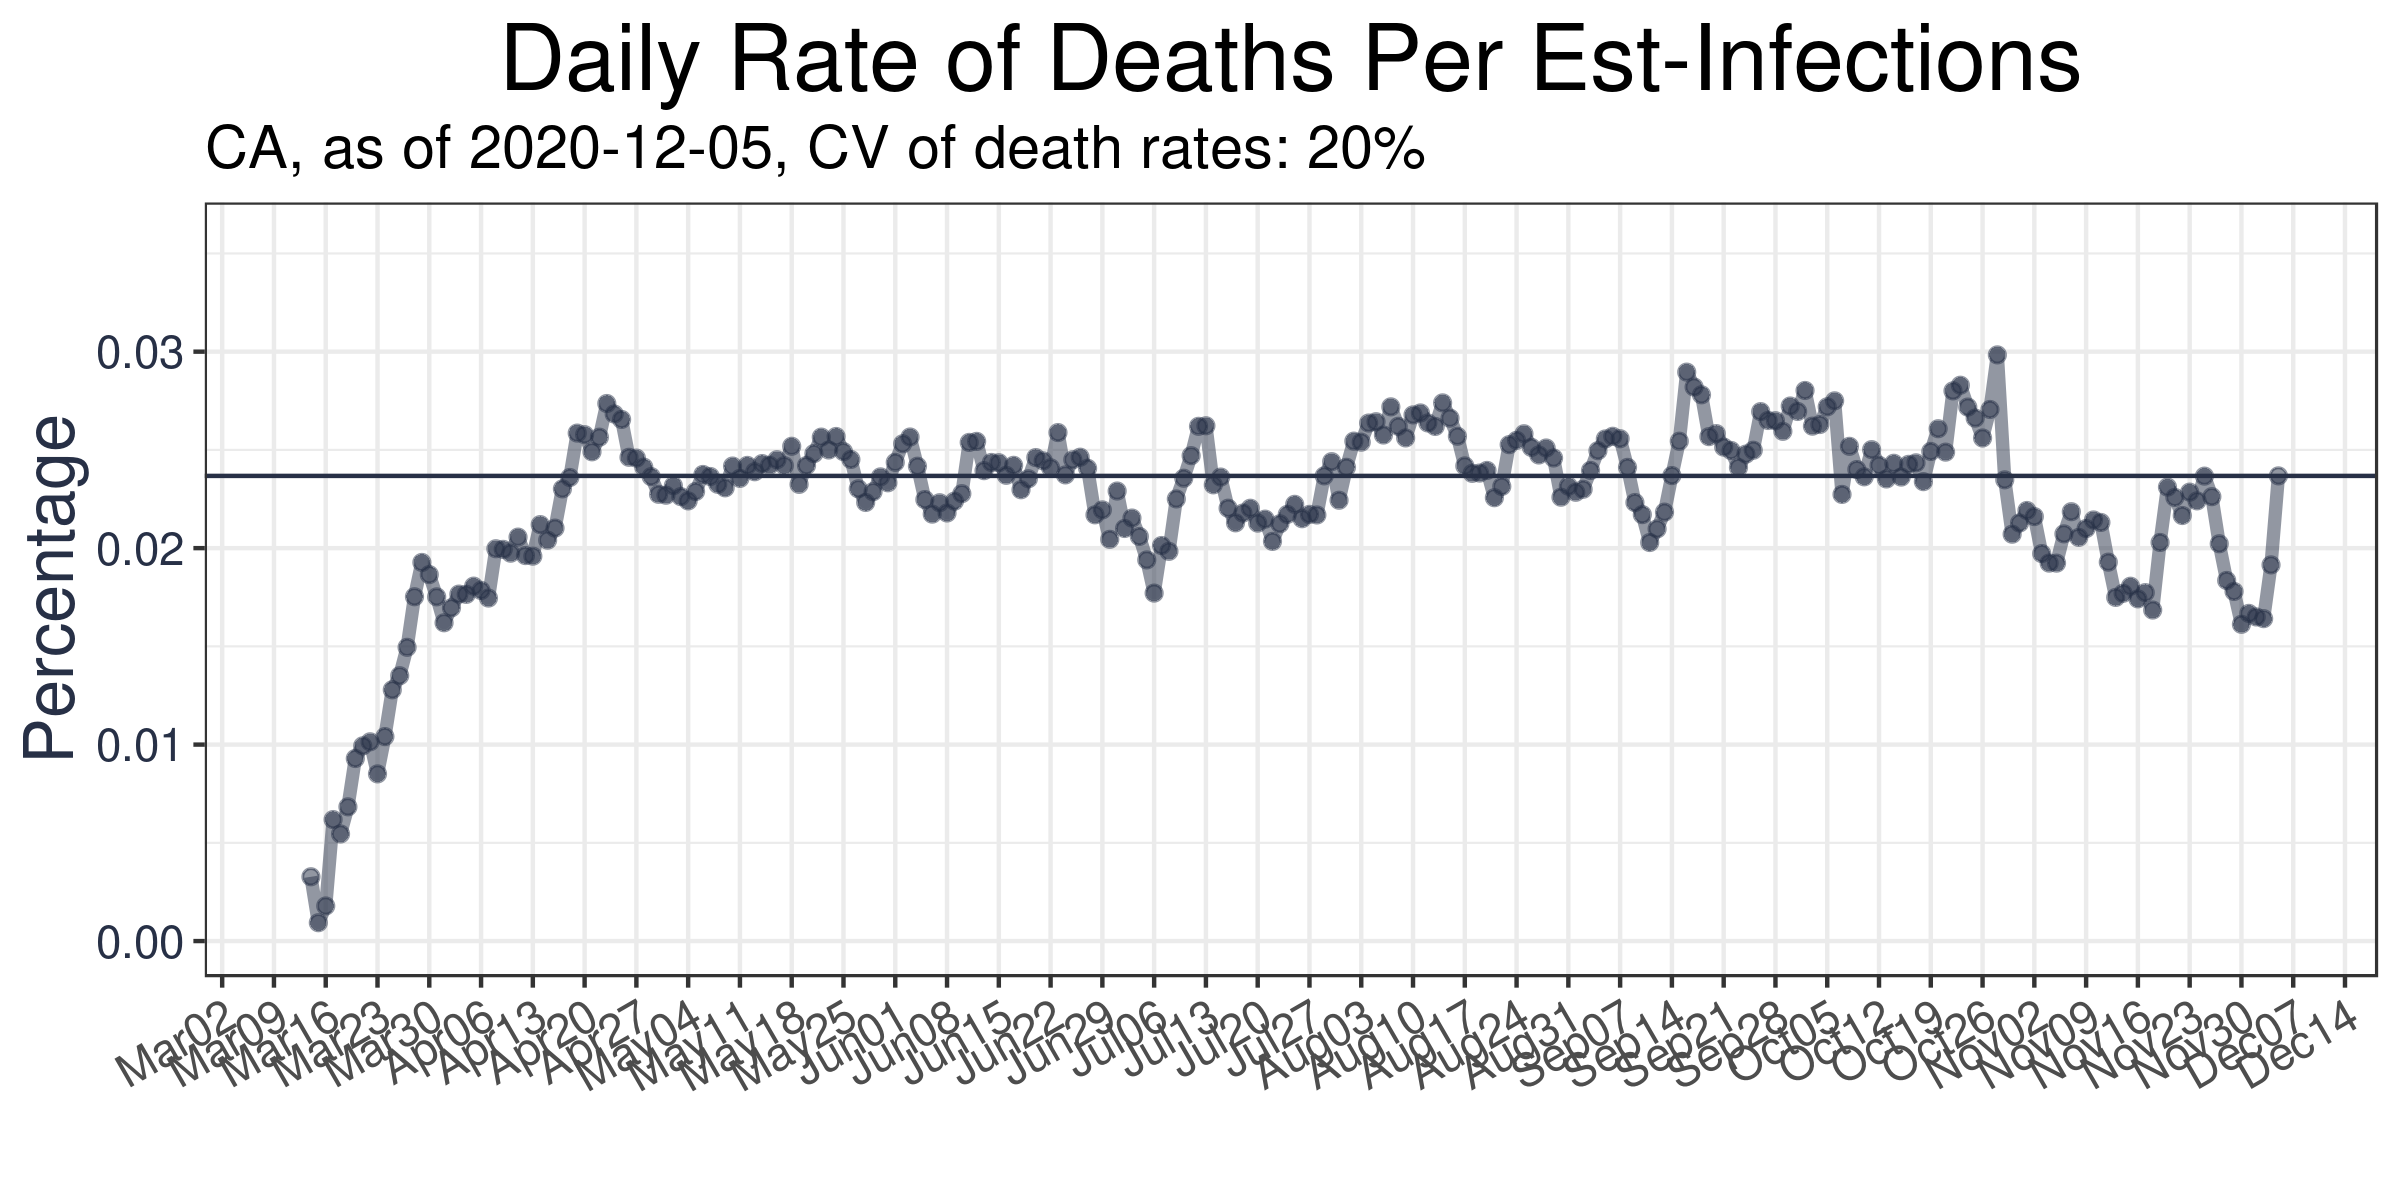 Daily Rate of Deaths Per Est-Infections
CA, as of 2020-12-05, CV of death rates: 20%
Percentage
0.03
0.02
0.01
0.00
Mar02
Mar09
Mar16
Mar23
Mar30
Apr06
Apr13
Apr20
Apr27
May04
May11
May18
May25
Jun01
Jun08
Jun15
Jun22
Jun29
Jul06
Jul13
Jul20
Jul27
Aug03
Aug10
Aug17
Aug24
Aug31
Sep07
Sep14
Sep21
Sep28
Oct05
Oct12
Oct19
Oct26
Nov02
Nov09
Nov16
Nov23
Nov30
Dec07
Dec14